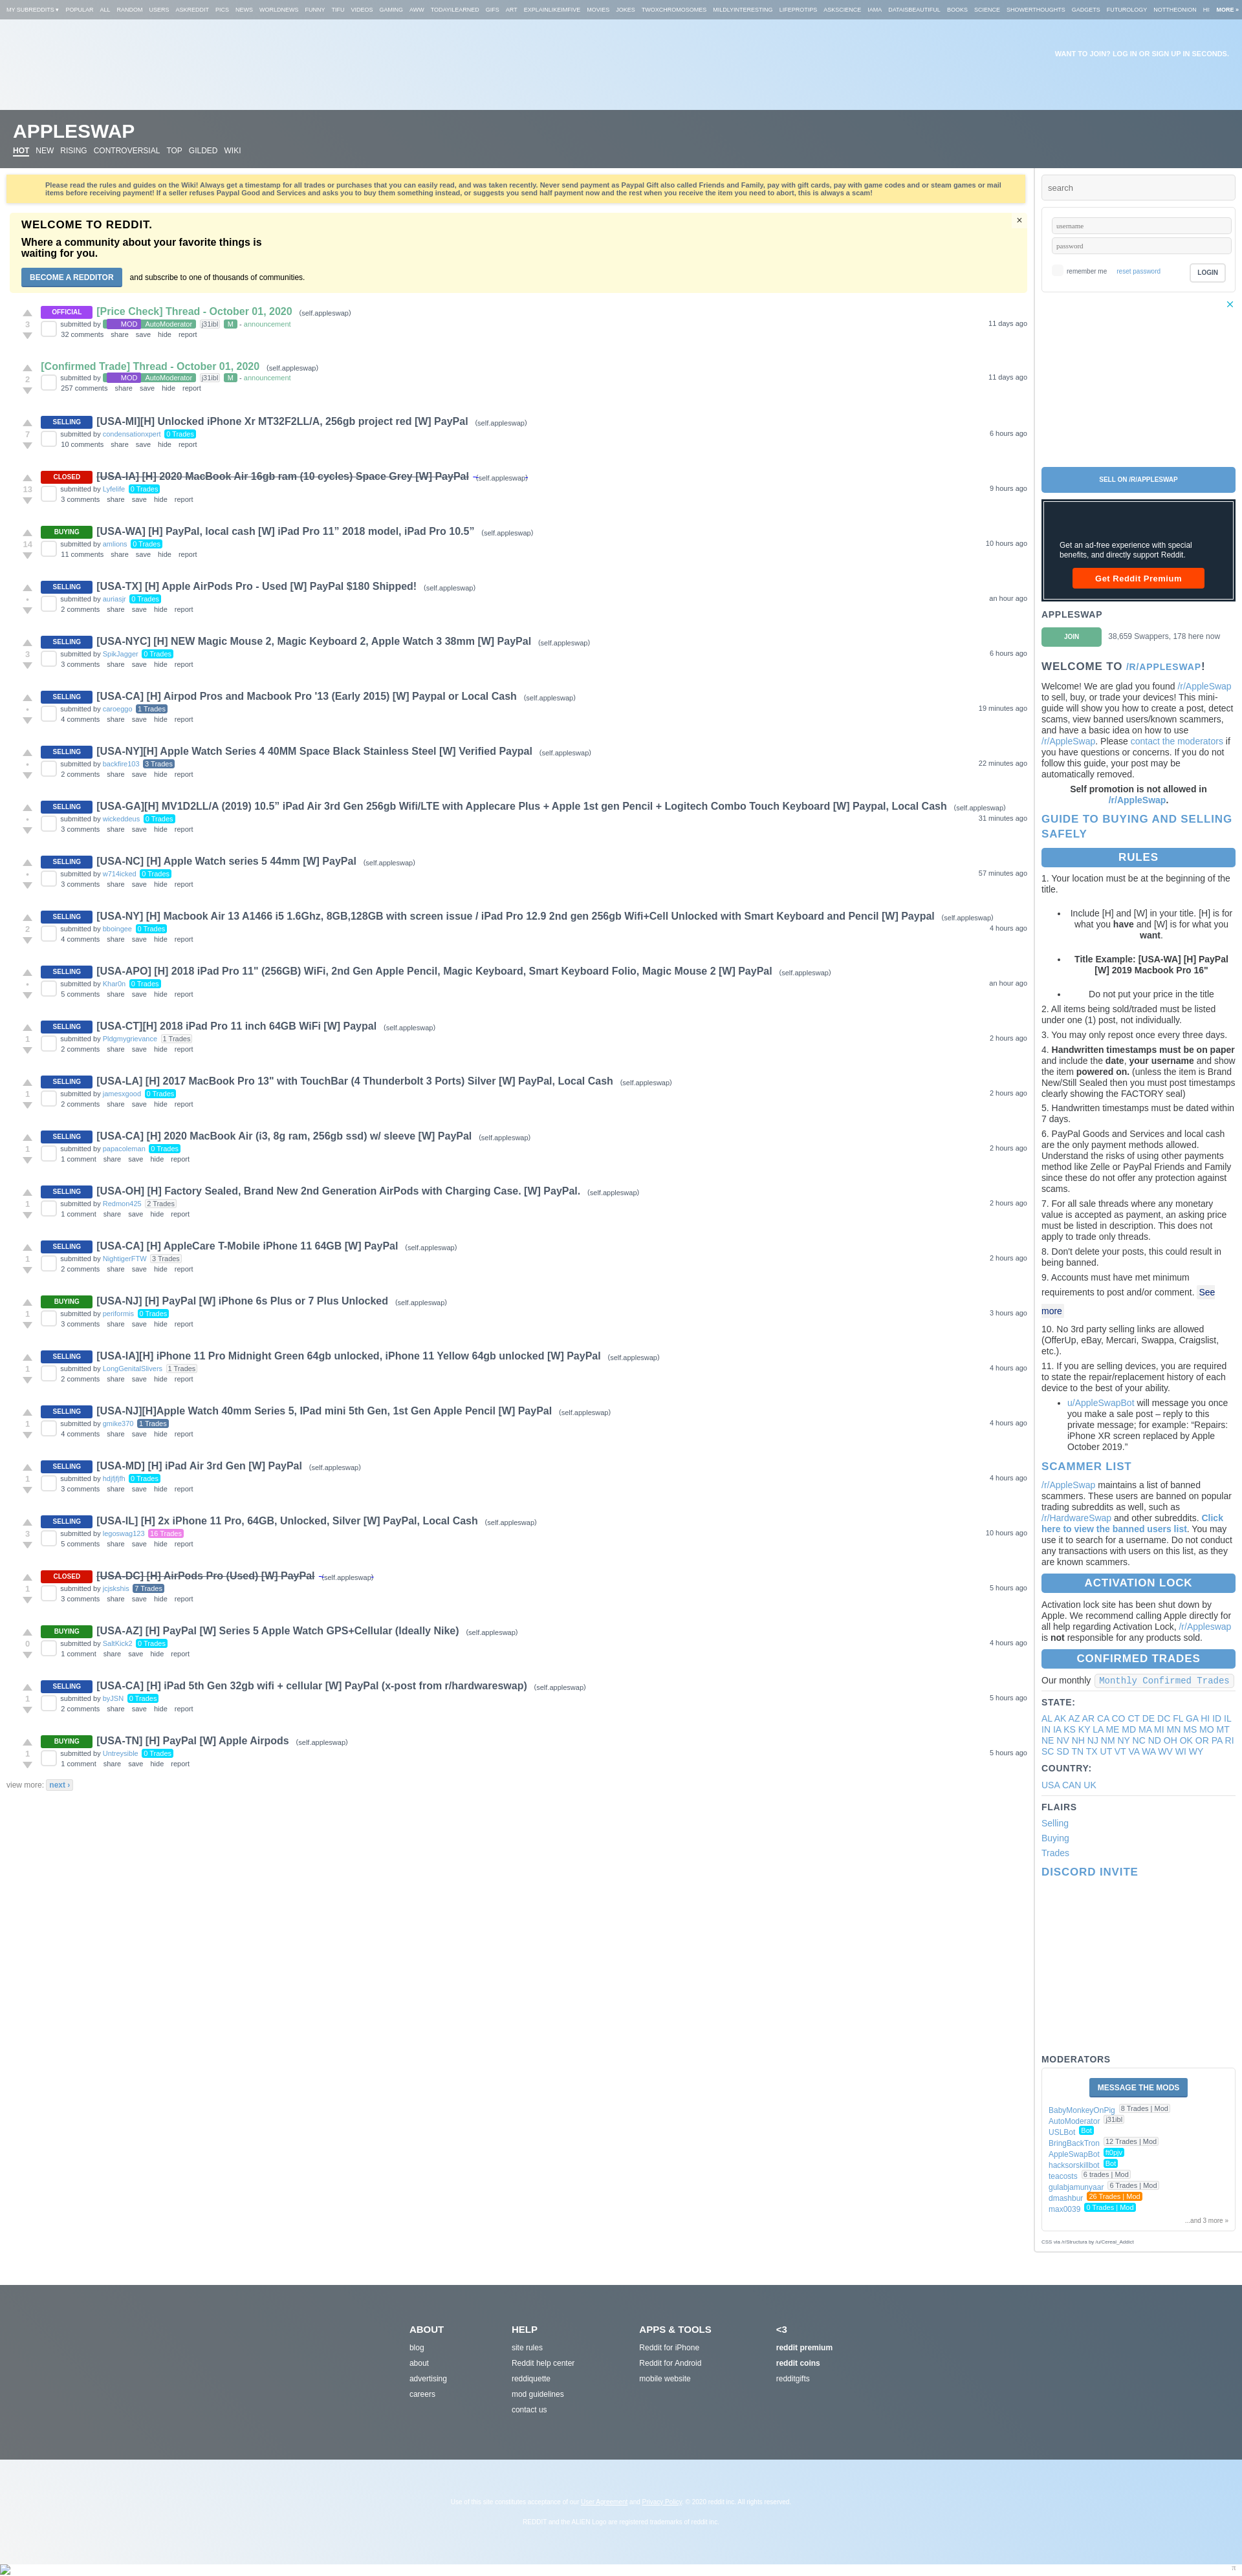 MY SUBREDDITS ▾ POPULAR ALL RANDOM USERS ASKREDDIT PICS NEWS WORLDNEWS FUNNY TIFU VIDEOS GAMING AWW TODAYILEARNED GIFS ART EXPLAINLIKEIMFIVE MOVIES JOKES TWOXCHROMOSOMES MILDLYINTERESTING LIFEPROTIPS ASKSCIENCE IAMA DATAISBEAUTIFUL BOOKS SCIENCE SHOWERTHOUGHTS GADGETS FUTUROLOGY NOTTHEONION HI MORE »
WANT TO JOIN? LOG IN OR SIGN UP IN SECONDS.
APPLESWAP
HOT NEW RISING CONTROVERSIAL TOP GILDED WIKI
Please read the rules and guides on the Wiki! Always get a timestamp for all trades or purchases that you can easily read, and was taken recently. Never send payment as Paypal Gift also called Friends and Family, pay with gift cards, pay with game codes and or steam games or mail
items before receiving payment! If a seller refuses Paypal Good and Services and asks you to buy them something instead, or suggests you send half payment now and the rest when you receive the item you need to abort, this is always a scam!
WELCOME TO REDDIT.
×
Where a community about your favorite things is
waiting for you.
BECOME A REDDITOR and subscribe to one of thousands of communities.
OFFICIAL [Price Check] Thread - October 01, 2020 (self.appleswap)
3 submitted by MOD AutoModerator j31ibl M - announcement 11 days ago
32 comments share save hide report
[Confirmed Trade] Thread - October 01, 2020 (self.appleswap)
2 submitted by MOD AutoModerator j31ibl M - announcement 11 days ago
257 comments share save hide report
SELLING [USA-MI][H] Unlocked iPhone Xr MT32F2LL/A, 256gb project red [W] PayPal (self.appleswap)
7 submitted by condensationxpert 0 Trades 6 hours ago
10 comments share save hide report
CLOSED [USA-IA] [H] 2020 MacBook Air 16gb ram (10 cycles) Space Grey [W] PayPal (self.appleswap)
13 submitted by Lyfelife 0 Trades 9 hours ago
3 comments share save hide report
BUYING [USA-WA] [H] PayPal, local cash [W] iPad Pro 11” 2018 model, iPad Pro 10.5” (self.appleswap)
14 submitted by amlions 0 Trades 10 hours ago
11 comments share save hide report
SELLING [USA-TX] [H] Apple AirPods Pro - Used [W] PayPal $180 Shipped! (self.appleswap)
• submitted by auriasjr 0 Trades an hour ago
2 comments share save hide report
SELLING [USA-NYC] [H] NEW Magic Mouse 2, Magic Keyboard 2, Apple Watch 3 38mm [W] PayPal (self.appleswap)
3 submitted by SpikJagger 0 Trades 6 hours ago
3 comments share save hide report
SELLING [USA-CA] [H] Airpod Pros and Macbook Pro '13 (Early 2015) [W] Paypal or Local Cash (self.appleswap)
• submitted by caroeggo 1 Trades 19 minutes ago
4 comments share save hide report
SELLING [USA-NY][H] Apple Watch Series 4 40MM Space Black Stainless Steel [W] Verified Paypal (self.appleswap)
• submitted by backfire103 3 Trades 22 minutes ago
2 comments share save hide report
SELLING [USA-GA][H] MV1D2LL/A (2019) 10.5” iPad Air 3rd Gen 256gb Wifi/LTE with Applecare Plus + Apple 1st gen Pencil + Logitech Combo Touch Keyboard [W] Paypal, Local Cash (self.appleswap)
• submitted by wickeddeus 0 Trades 31 minutes ago
3 comments share save hide report
SELLING [USA-NC] [H] Apple Watch series 5 44mm [W] PayPal (self.appleswap)
• submitted by w714icked 0 Trades 57 minutes ago
3 comments share save hide report
SELLING [USA-NY] [H] Macbook Air 13 A1466 i5 1.6Ghz, 8GB,128GB with screen issue / iPad Pro 12.9 2nd gen 256gb Wifi+Cell Unlocked with Smart Keyboard and Pencil [W] Paypal (self.appleswap)
2 submitted by bboingee 0 Trades 4 hours ago
4 comments share save hide report
SELLING [USA-APO] [H] 2018 iPad Pro 11" (256GB) WiFi, 2nd Gen Apple Pencil, Magic Keyboard, Smart Keyboard Folio, Magic Mouse 2 [W] PayPal (self.appleswap)
• submitted by Khar0n 0 Trades an hour ago
5 comments share save hide report
SELLING [USA-CT][H] 2018 iPad Pro 11 inch 64GB WiFi [W] Paypal (self.appleswap)
1 submitted by Pldgmygrievance 1 Trades 2 hours ago
2 comments share save hide report
SELLING [USA-LA] [H] 2017 MacBook Pro 13" with TouchBar (4 Thunderbolt 3 Ports) Silver [W] PayPal, Local Cash (self.appleswap)
1 submitted by jamesxgood 0 Trades 2 hours ago
2 comments share save hide report
SELLING [USA-CA] [H] 2020 MacBook Air (i3, 8g ram, 256gb ssd) w/ sleeve [W] PayPal (self.appleswap)
1 submitted by papacoleman 0 Trades 2 hours ago
1 comment share save hide report
SELLING [USA-OH] [H] Factory Sealed, Brand New 2nd Generation AirPods with Charging Case. [W] PayPal. (self.appleswap)
1 submitted by Redmon425 2 Trades 2 hours ago
1 comment share save hide report
SELLING [USA-CA] [H] AppleCare T-Mobile iPhone 11 64GB [W] PayPal (self.appleswap)
1 submitted by NightigerFTW 3 Trades 2 hours ago
2 comments share save hide report
BUYING [USA-NJ] [H] PayPal [W] iPhone 6s Plus or 7 Plus Unlocked (self.appleswap)
1 submitted by periformis 0 Trades 3 hours ago
3 comments share save hide report
SELLING [USA-IA][H] iPhone 11 Pro Midnight Green 64gb unlocked, iPhone 11 Yellow 64gb unlocked [W] PayPal (self.appleswap)
1 submitted by LongGenitalSlivers 1 Trades 4 hours ago
2 comments share save hide report
SELLING [USA-NJ][H]Apple Watch 40mm Series 5, IPad mini 5th Gen, 1st Gen Apple Pencil [W] PayPal (self.appleswap)
1 submitted by gmike370 1 Trades 4 hours ago
4 comments share save hide report
SELLING [USA-MD] [H] iPad Air 3rd Gen [W] PayPal (self.appleswap)
1 submitted by hdjfjfjfh 0 Trades 4 hours ago
3 comments share save hide report
SELLING [USA-IL] [H] 2x iPhone 11 Pro, 64GB, Unlocked, Silver [W] PayPal, Local Cash (self.appleswap)
3 submitted by legoswag123 16 Trades 10 hours ago
5 comments share save hide report
CLOSED [USA-DC] [H] AirPods Pro (Used) [W] PayPal (self.appleswap)
1 submitted by jcjskshis 7 Trades 5 hours ago
3 comments share save hide report
BUYING [USA-AZ] [H] PayPal [W] Series 5 Apple Watch GPS+Cellular (Ideally Nike) (self.appleswap)
0 submitted by SaltKick2 0 Trades 4 hours ago
1 comment share save hide report
SELLING [USA-CA] [H] iPad 5th Gen 32gb wifi + cellular [W] PayPal (x-post from r/hardwareswap) (self.appleswap)
1 submitted by byJSN 0 Trades 5 hours ago
2 comments share save hide report
BUYING [USA-TN] [H] PayPal [W] Apple Airpods (self.appleswap)
1 submitted by Untreysible 0 Trades 5 hours ago
1 comment share save hide report
view more: next ›
search
username
password
remember me reset password LOGIN
SELL ON /R/APPLESWAP
Get an ad-free experience with special
benefits, and directly support Reddit.
Get Reddit Premium
APPLESWAP
JOIN 38,659 Swappers, 178 here now
WELCOME TO /R/APPLESWAP!
Welcome! We are glad you found /r/AppleSwap
to sell, buy, or trade your devices! This mini-
guide will show you how to create a post, detect
scams, view banned users/known scammers,
and have a basic idea on how to use
/r/AppleSwap. Please contact the moderators if
you have questions or concerns. If you do not
follow this guide, your post may be
automatically removed.
Self promotion is not allowed in
/r/AppleSwap.
GUIDE TO BUYING AND SELLING
SAFELY
RULES
1. Your location must be at the beginning of the
title.
• Include [H] and [W] in your title. [H] is for
what you have and [W] is for what you
want.
• Title Example: [USA-WA] [H] PayPal
[W] 2019 Macbook Pro 16"
• Do not put your price in the title
2. All items being sold/traded must be listed
under one (1) post, not individually.
3. You may only repost once every three days.
4. Handwritten timestamps must be on paper
and must include the date, your username and show
the item powered on. (unless the item is Brand
New/Still Sealed then you must post timestamps
clearly showing the FACTORY seal)
5. Handwritten timestamps must be dated within
7 days.
6. PayPal Goods and Services and local cash
are the only payment methods allowed.
Understand the risks of using other payments
method like Zelle or PayPal Friends and Family
since these do not offer any protection against
scams.
7. For all sale threads where any monetary
value is accepted as payment, an asking price
must be listed in description. This does not
apply to trade only threads.
8. Don't delete your posts, this could result in
being banned.
9. Accounts must have met minimum
requirements to post and/or comment. See
more
10. No 3rd party selling links are allowed
(OfferUp, eBay, Mercari, Swappa, Craigslist,
etc.).
11. If you are selling devices, you are required
to state the repair/replacement history of each
device to the best of your ability.
• u/AppleSwapBot will message you once
you make a sale post – reply to this
private message; for example: “Repairs:
iPhone XR screen replaced by Apple
October 2019.”
SCAMMER LIST
/r/AppleSwap maintains a list of banned
scammers. These users are banned on popular
trading subreddits as well, such as
/r/HardwareSwap and other subreddits. Click
here to view the banned users list. You may
use it to search for a username. Do not conduct
any transactions with users on this list, as they
are known scammers.
ACTIVATION LOCK
Activation lock site has been shut down by
Apple. We recommend calling Apple directly for
all help regarding Activation Lock, /r/Appleswap
is not responsible for any products sold.
CONFIRMED TRADES
Our monthly Monthly Confirmed Trades
STATE:
AL AK AZ AR CA CO CT DE DC FL GA HI ID IL
IN IA KS KY LA ME MD MA MI MN MS MO MT
NE NV NH NJ NM NY NC ND OH OK OR PA RI
SC SD TN TX UT VT VA WA WV WI WY
COUNTRY:
USA CAN UK
FLAIRS
Selling
Buying
Trades
DISCORD INVITE
MODERATORS
MESSAGE THE MODS
BabyMonkeyOnPig 8 Trades | Mod
AutoModerator j31ibl
USLBot Bot
BringBackTron 12 Trades | Mod
AppleSwapBot ft0pjv
hacksorskillbot Bot
teacosts 6 trades | Mod
gulabjamunyaar 6 Trades | Mod
dmashbur 26 Trades | Mod
max0039 0 Trades | Mod
...and 3 more »
CSS via /r/Structura by /u/Cereal_Addict
ABOUT HELP APPS & TOOLS <3
blog site rules Reddit for iPhone reddit premium
about Reddit help center Reddit for Android reddit coins
advertising reddiquette mobile website redditgifts
careers mod guidelines
contact us
Use of this site constitutes acceptance of our User Agreement and Privacy Policy. © 2020 reddit inc. All rights reserved.
REDDIT and the ALIEN Logo are registered trademarks of reddit inc.
π